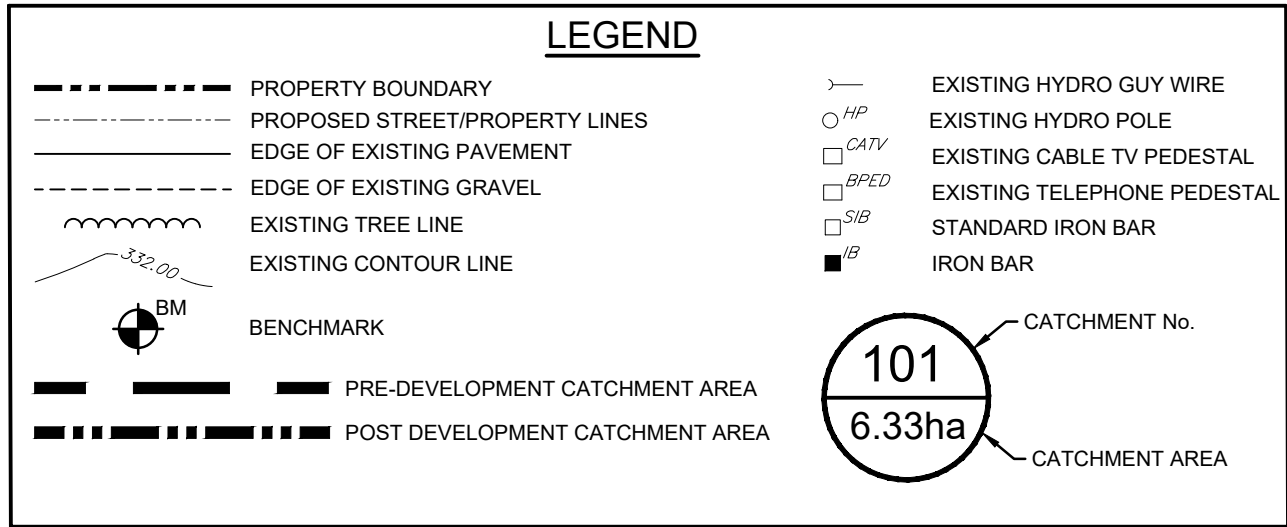 LEGEND
PROPERTY BOUNDARY
PROPOSED STREET/PROPERTY LINES
EDGE OF EXISTING PAVEMENT
EDGE OF EXISTING GRAVEL
EXISTING TREE LINE
332.00
EXISTING CONTOUR LINE
BM
BENCHMARK
PRE-DEVELOPMENT CATCHMENT AREA
POST DEVELOPMENT CATCHMENT AREA
EXISTING HYDRO GUY WIRE
HP EXISTING HYDRO POLE
CATV EXISTING CABLE TV PEDESTAL
BPED EXISTING TELEPHONE PEDESTAL
SIB STANDARD IRON BAR
IB IRON BAR
CATCHMENT No.
101
6.33ha
CATCHMENT AREA